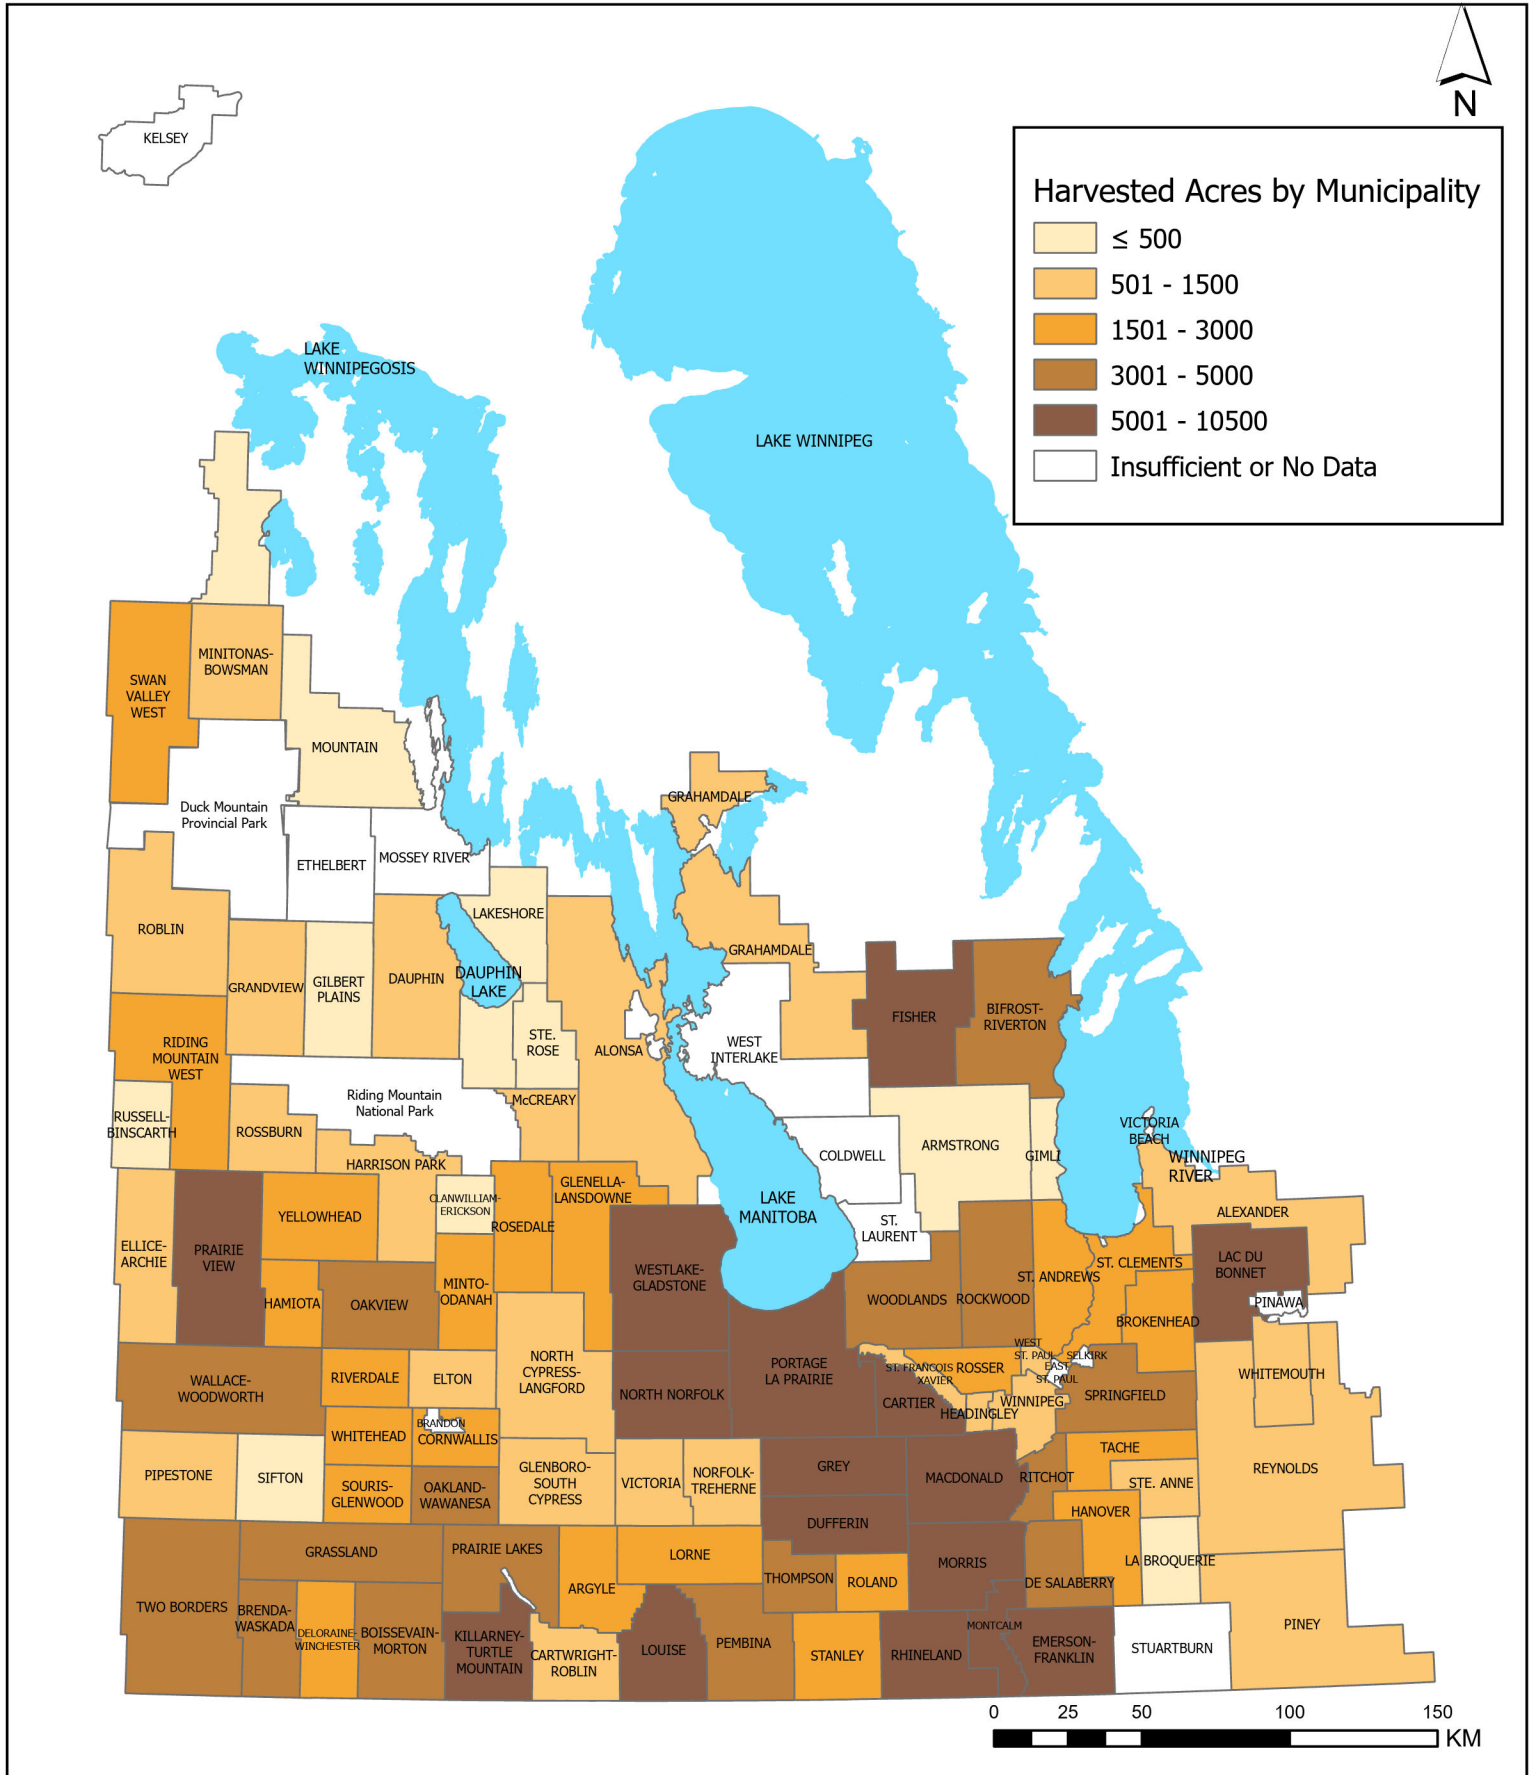 N
KELSEY
Harvested Acres by Municipality
≤ 500
501 - 1500
1501 - 3000
3001 - 5000
5001 - 10500
Insufficient or No Data
LAKE
WINNIPEGOSIS
LAKE WINNIPEG
MINITONAS-
BOWSMAN
SWAN
VALLEY
WEST
MOUNTAIN
Duck Mountain
Provincial Park
GRAHAMDALE
ETHELBERT
MOSSEY RIVER
ROBLIN
LAKESHORE
GRAHAMDALE
GRANDVIEW
GILBERT
PLAINS
DAUPHIN
DAUPHIN
LAKE
FISHER
BIFROST-
RIVERTON
RIDING
MOUNTAIN
WEST
STE.
ROSE
ALONSA
WEST
INTERLAKE
Riding Mountain
National Park
McCREARY
RUSSELL-
BINSCARTH
ROSSBURN
HARRISON PARK
COLDWELL
ARMSTRONG
GIMLI
VICTORIA
BEACH
WINNIPEG
RIVER
CLANWILLIAM-
ERICKSON
GLENELLA-
LANSDOWNE
ROSEDALE
YELLOWHEAD
LAKE
MANITOBA
ST.
LAURENT
ALEXANDER
ELLICE-
ARCHIE
PRAIRIE
VIEW
WESTLAKE-
GLADSTONE
LAC DU
BONNET
ST. CLEMENTS
ST. ANDREWS
HAMIOTA
OAKVIEW
MINTO-
ODANAH
WOODLANDS
ROCKWOOD
PINAWA
BROKENHEAD
WALLACE-
WOODWORTH
RIVERDALE
ELTON
NORTH
CYPRESS-
LANGFORD
NORTH NORFOLK
PORTAGE
LA PRAIRIE
ST. FRANCOIS
XAVIER
ROSSER
WEST
ST. PAUL
EAST
ST. PAUL
SELKIRK
WHITEMOUTH
CARTIER
HEADINGLEY
WINNIPEG
SPRINGFIELD
WHITEHEAD
BRANDON
CORNWALLIS
PIPESTONE
SIFTON
SOURIS-
GLENWOOD
OAKLAND-
WAWANESA
GLENBORO-
SOUTH
CYPRESS
VICTORIA
NORFOLK-
TREHERNE
GREY
MACDONALD
RITCHOT
TACHE
STE. ANNE
REYNOLDS
DUFFERIN
HANOVER
GRASSLAND
PRAIRIE LAKES
ARGYLE
LORNE
THOMPSON
ROLAND
MORRIS
DE SALABERRY
LA BROQUERIE
TWO BORDERS
BRENDA-
WASKADA
DELORAINE-
WINCHESTER
BOISSEVAIN-
MORTON
KILLARNEY-
TURTLE
MOUNTAIN
CARTWRIGHT-
ROBLIN
LOUISE
PEMBINA
STANLEY
RHINELAND
MONTCALM
EMERSON-
FRANKLIN
STUARTBURN
PINEY
0 25 50 100 150
KM